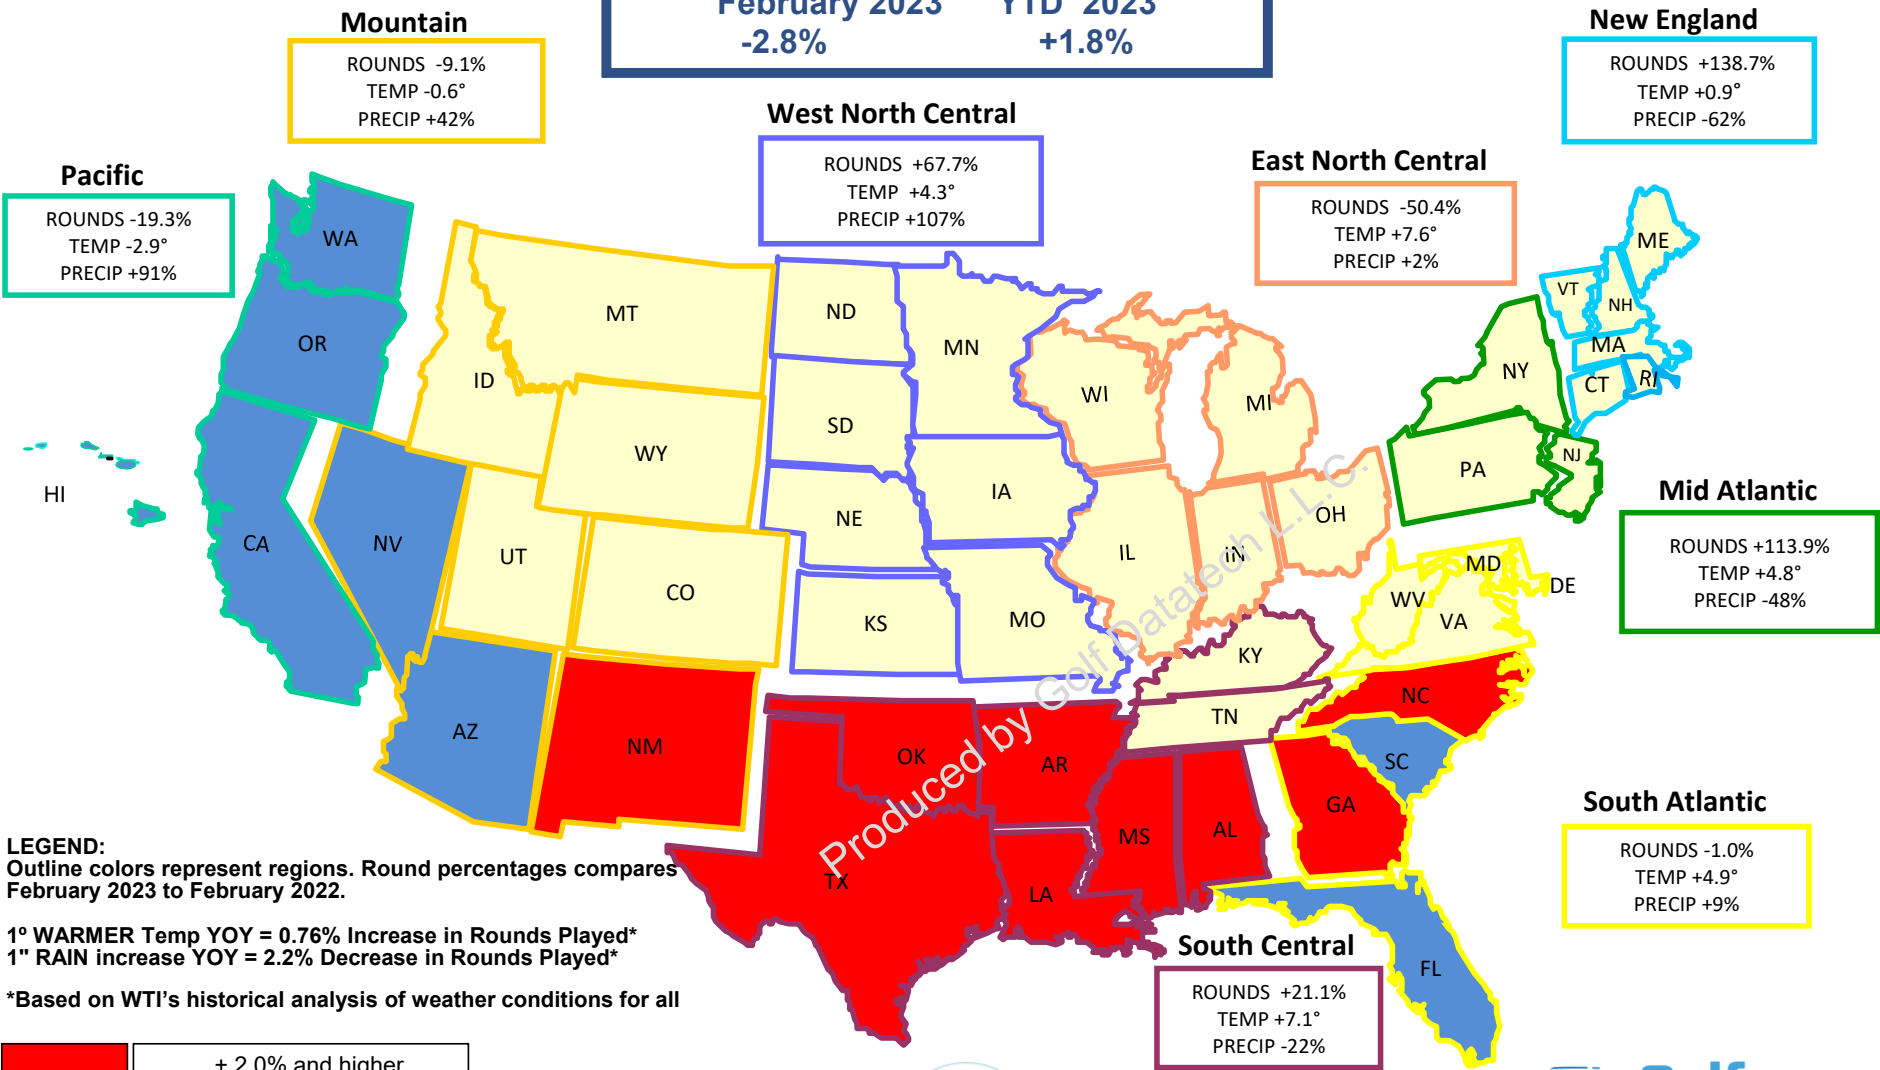 February 2023 YTD 2023
-2.8% +1.8%
Mountain
ROUNDS -9.1%
TEMP -0.6°
PRECIP +42%
New England
ROUNDS +138.7%
TEMP +0.9°
PRECIP -62%
West North Central
ROUNDS +67.7%
TEMP +4.3°
PRECIP +107%
East North Central
ROUNDS -50.4%
TEMP +7.6°
PRECIP +2%
Pacific
ROUNDS -19.3%
TEMP -2.9°
PRECIP +91%
Mid Atlantic
ROUNDS +113.9%
TEMP +4.8°
PRECIP -48%
South Atlantic
ROUNDS -1.0%
TEMP +4.9°
PRECIP +9%
South Central
ROUNDS +21.1%
TEMP +7.1°
PRECIP -22%
WA
OR
CA
HI
NV
ID
MT
WY
UT
CO
AZ
NM
ND
SD
NE
KS
MN
IA
MO
WI
MI
IL
IN
OH
KY
TN
OK
AR
TX
LA
MS
AL
GA
FL
SC
NC
VA
WV
MD
DE
PA
NJ
NY
CT
RI
MA
VT
NH
ME
Produced by Golf Datatech L.L.C.
LEGEND:
Outline colors represent regions. Round percentages compares
February 2023 to February 2022.
1º WARMER Temp YOY = 0.76% Increase in Rounds Played*
1" RAIN increase YOY = 2.2% Decrease in Rounds Played*
*Based on WTI's historical analysis of weather conditions for all
+ 2.0% and higher
Golf